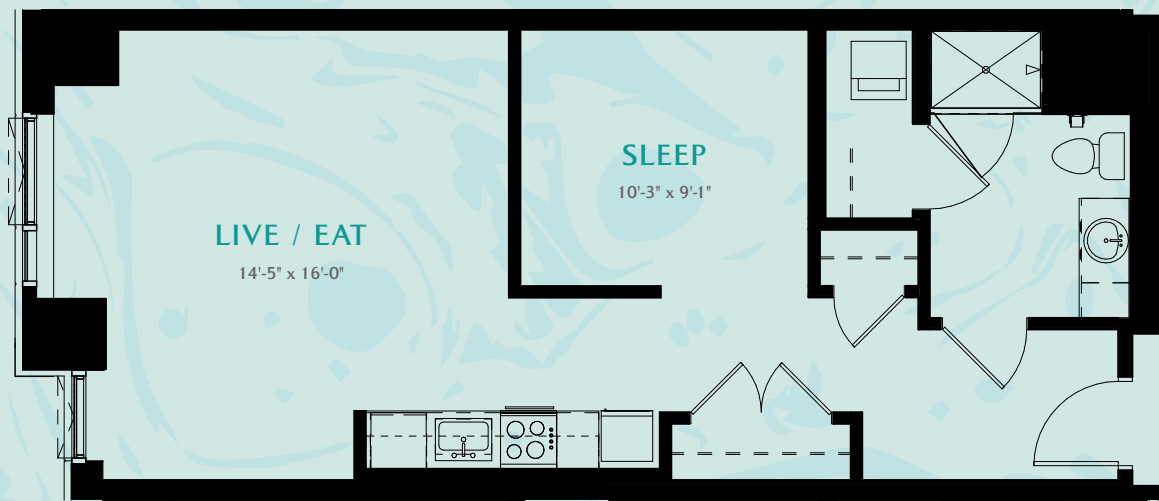 LIVE / EAT
14'-5" x 16'-0"
SLEEP
10'-3" x 9'-1"